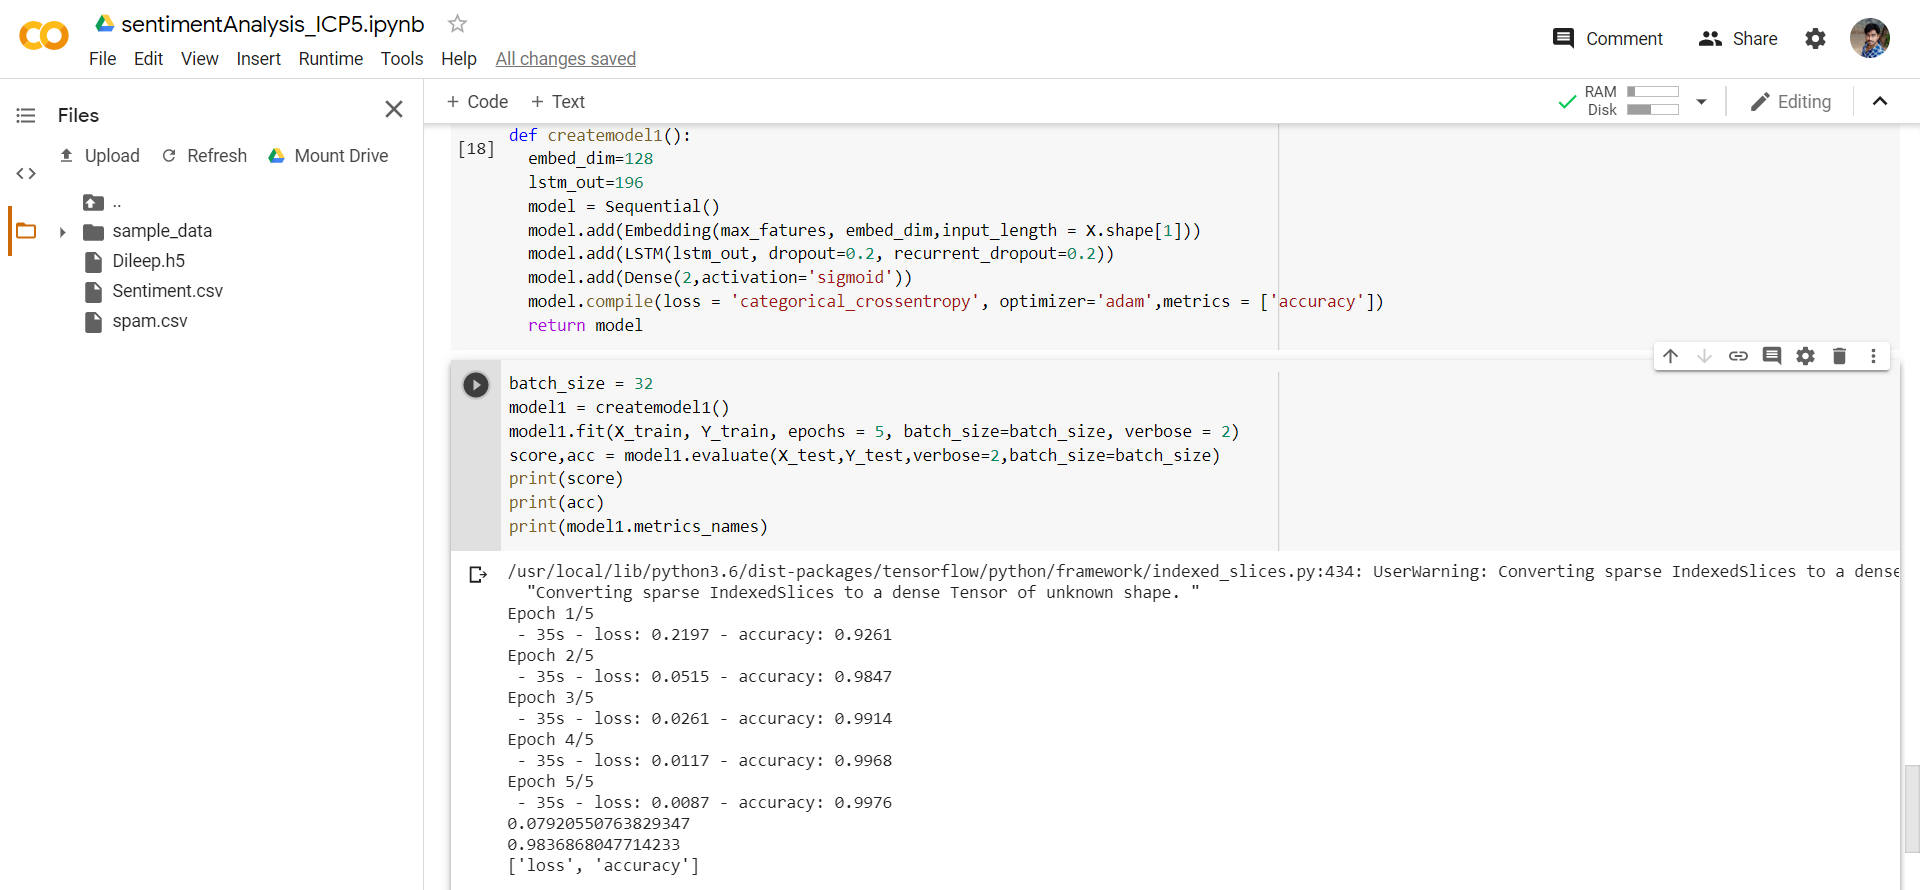 sentimentAnalysis_ICP5.ipynb
File Edit View Insert Runtime Tools Help All changes saved
Comment Share
Files
Upload Refresh Mount Drive
..
sample_data
Dileep.h5
Sentiment.csv
spam.csv
+ Code + Text
RAM
Disk
Editing
[18]
def createmodel1():
  embed_dim=128
  lstm_out=196
  model = Sequential()
  model.add(Embedding(max_fatures, embed_dim,input_length = X.shape[1]))
  model.add(LSTM(lstm_out, dropout=0.2, recurrent_dropout=0.2))
  model.add(Dense(2,activation='sigmoid'))
  model.compile(loss = 'categorical_crossentropy', optimizer='adam',metrics = ['accuracy'])
  return model
batch_size = 32
model1 = createmodel1()
model1.fit(X_train, Y_train, epochs = 5, batch_size=batch_size, verbose = 2)
score,acc = model1.evaluate(X_test,Y_test,verbose=2,batch_size=batch_size)
print(score)
print(acc)
print(model1.metrics_names)
/usr/local/lib/python3.6/dist-packages/tensorflow/python/framework/indexed_slices.py:434: UserWarning: Converting sparse IndexedSlices to a dense
  "Converting sparse IndexedSlices to a dense Tensor of unknown shape. "
Epoch 1/5
 - 35s - loss: 0.2197 - accuracy: 0.9261
Epoch 2/5
 - 35s - loss: 0.0515 - accuracy: 0.9847
Epoch 3/5
 - 35s - loss: 0.0261 - accuracy: 0.9914
Epoch 4/5
 - 35s - loss: 0.0117 - accuracy: 0.9968
Epoch 5/5
 - 35s - loss: 0.0087 - accuracy: 0.9976
0.07920550763829347
0.9836868047714233
['loss', 'accuracy']